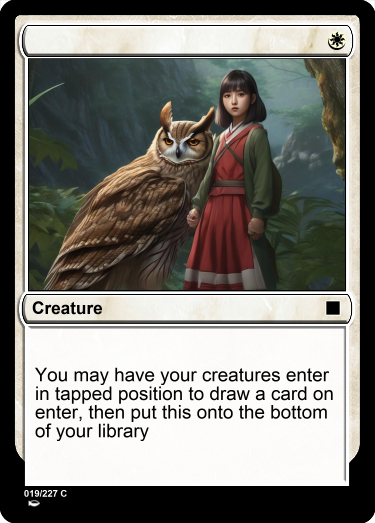 Creature
You may have your creatures enter
in tapped position to draw a card on
enter, then put this onto the bottom
of your library
019/227 C